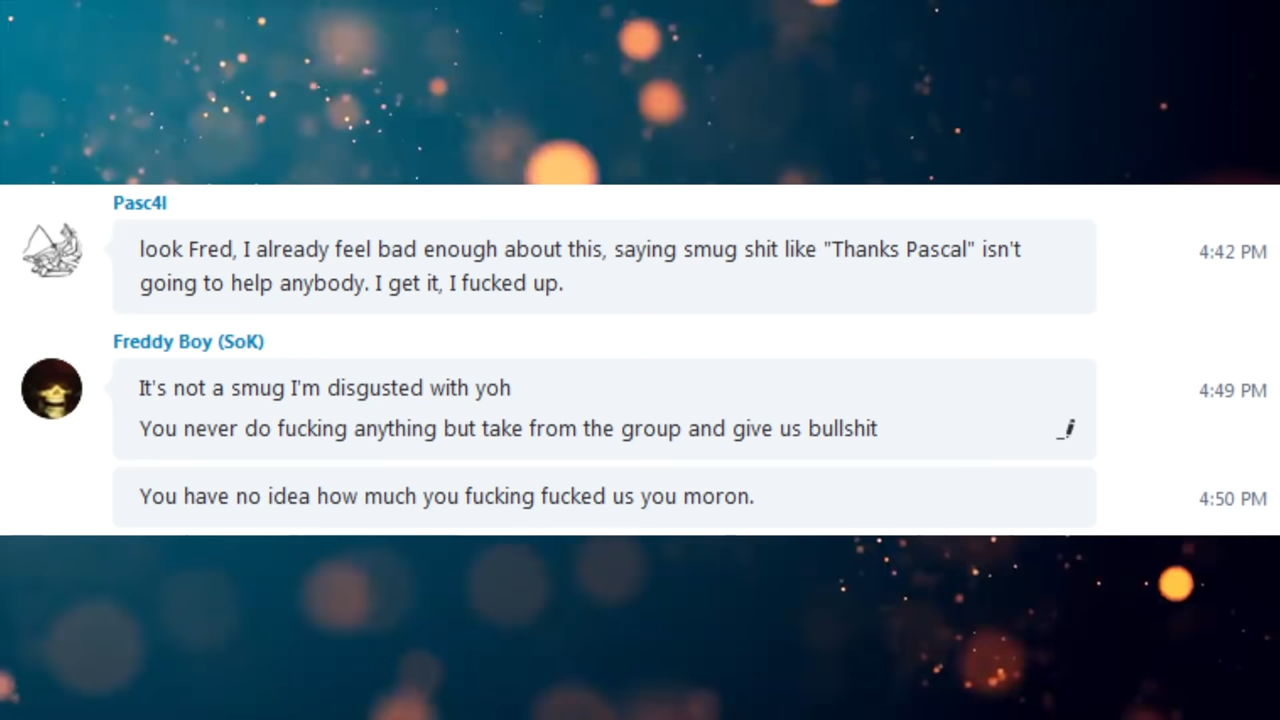 Pasc4l
look Fred, I already feel bad enough about this, saying smug shit like "Thanks Pascal" isn't
4:42 PM
going to help anybody. I get it, I fucked up.
Freddy Boy (SoK)
It's not a smug I'm disgusted with yoh
4:49 PM
You never do fucking anything but take from the group and give us bullshit
You have no idea how much you fucking fucked us you moron.
4:50 PM